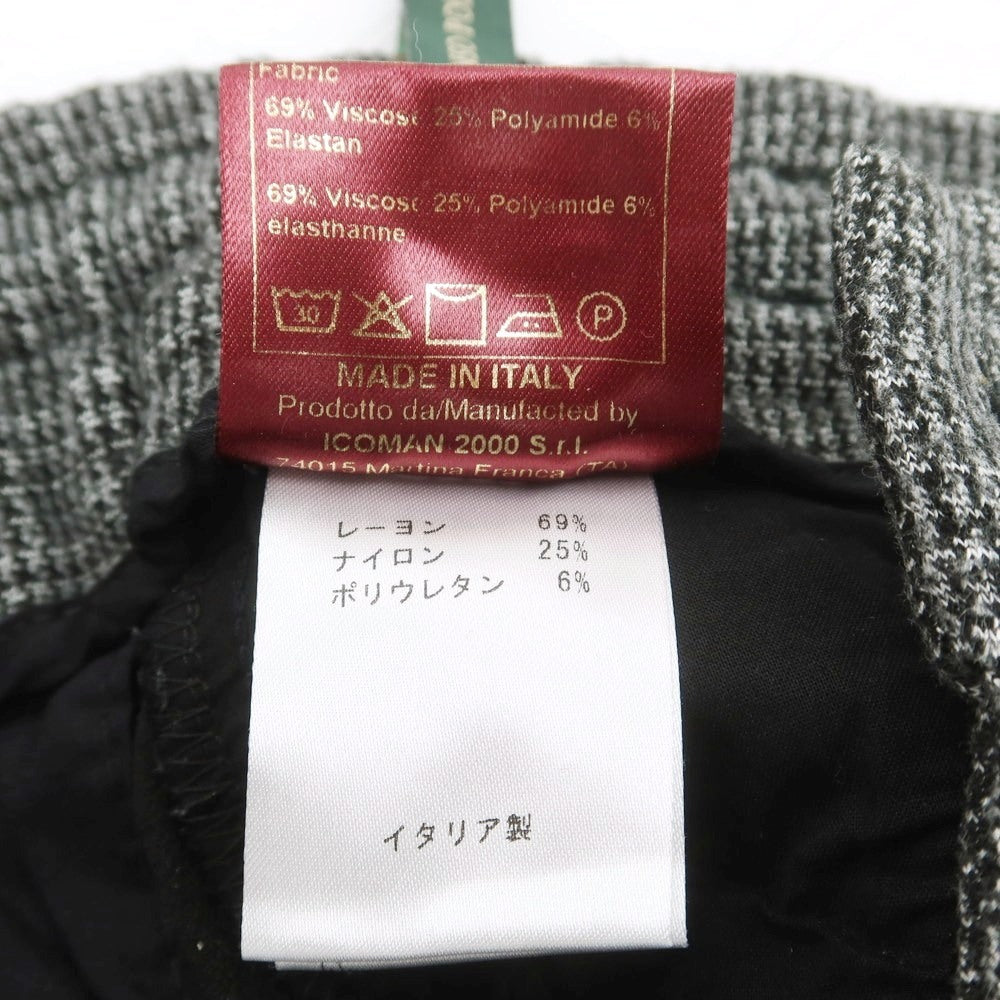 Fabric
69% Viscose 25% Polyamide 6%
Elastan
69% Viscose 25% Polyamide 6%
elasthanne
30
P
MADE IN ITALY
Prodotto da/Manufacted by
ICOMAN 2000 S.r.l.
74015 Martina Franca (TA)
レーヨン 69%
ナイロン 25%
ポリウレタン 6%
イタリア製